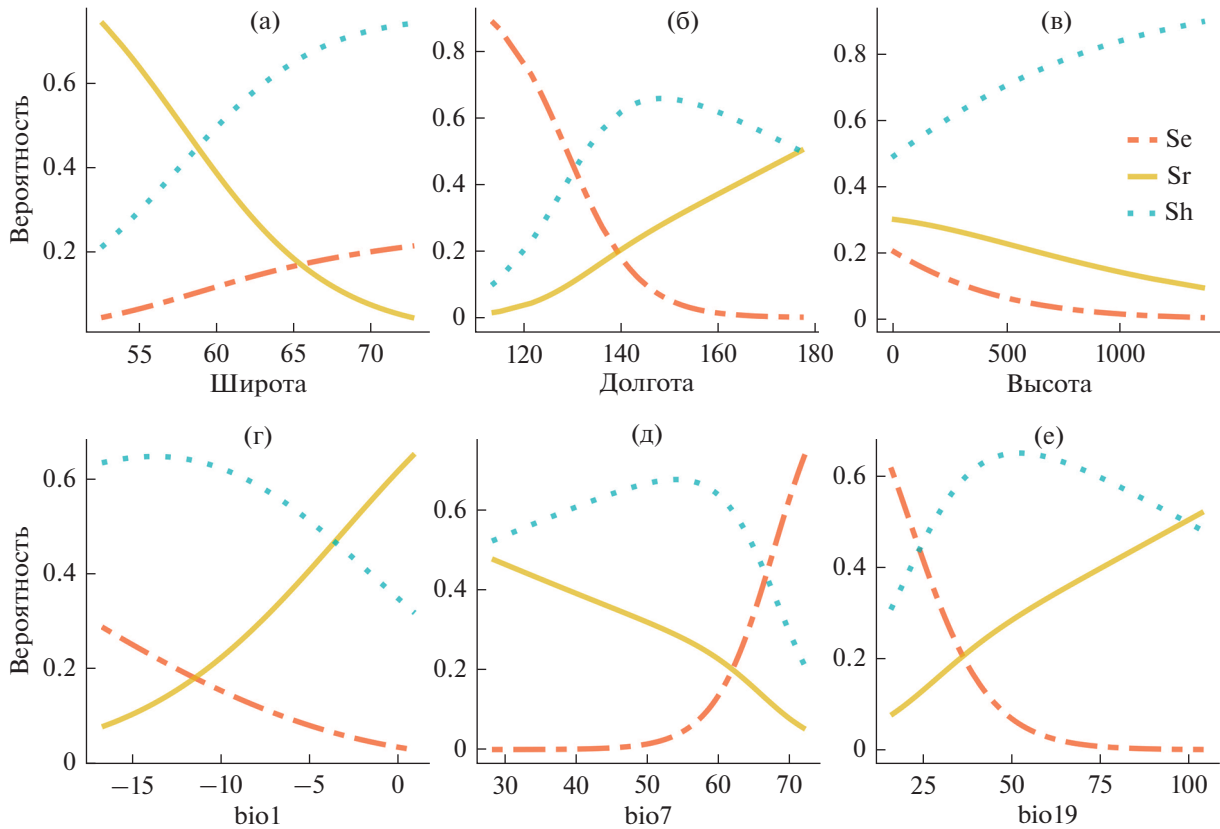 (а)
Вероятность
0.6
0.4
0.2
55
60
65
70
Широта
(б)
0.8
0.6
0.4
0.2
0
120
140
160
180
Долгота
(в)
0.8
0.6
0.4
0.2
0
0
500
1000
Высота
Se
Sr
Sh
(г)
Вероятность
0.6
0.4
0.2
0
−15
−10
−5
0
bio1
(д)
0.6
0.4
0.2
0
30
40
50
60
70
bio7
(е)
0.6
0.4
0.2
0
25
50
75
100
bio19